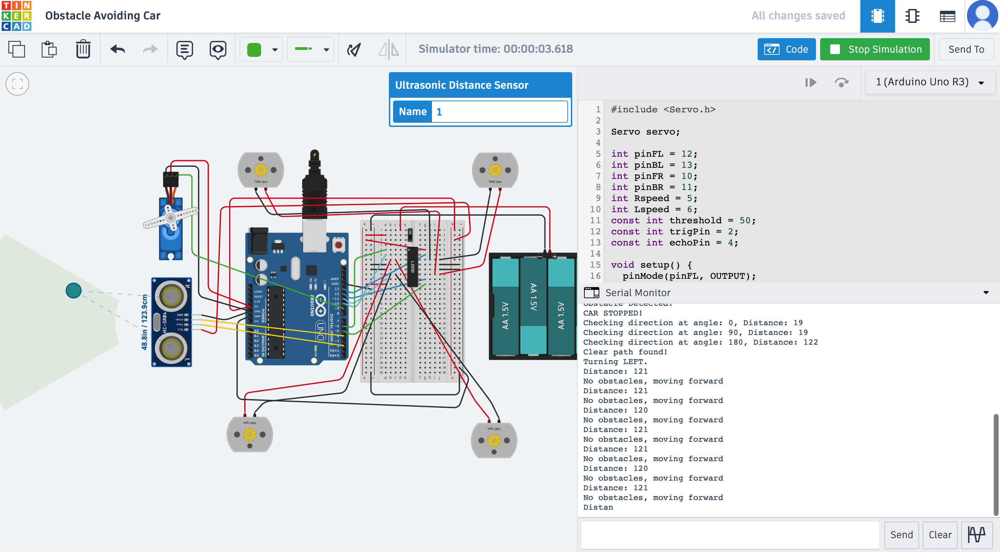 TIN
KER
CAD
Obstacle Avoiding Car
All changes saved
Simulator time: 00:00:03.618
Code
Stop Simulation
Send To
Ultrasonic Distance Sensor
Name 1
1 (Arduino Uno R3)
1 #include <Servo.h>
2
3 Servo servo;
4
5 int pinFL = 12;
6 int pinBL = 13;
7 int pinFR = 10;
8 int pinBR = 11;
9 int Rspeed = 5;
10 int Lspeed = 6;
11 const int threshold = 50;
12 const int trigPin = 2;
13 const int echoPin = 4;
14
15 void setup() {
16 pinMode(pinFL, OUTPUT);
Serial Monitor
Obstacle Detected!
CAR STOPPED!
Checking direction at angle: 0, Distance: 19
Checking direction at angle: 90, Distance: 19
Checking direction at angle: 180, Distance: 122
Clear path found!
Turning LEFT.
Distance: 121
No obstacles, moving forward
Distance: 121
No obstacles, moving forward
Distance: 120
No obstacles, moving forward
Distance: 121
No obstacles, moving forward
Distance: 121
No obstacles, moving forward
Distance: 120
No obstacles, moving forward
Distance: 121
No obstacles, moving forward
Distan
Send
Clear
7492 rpm
7492 rpm
7497 rpm
7497 rpm
48.8in / 123.9cm
HC-SR04
GND
ECHO
TRIG
VCC
IOREF
RESET
3.3V
5V
GND
GND
Vin
POWER
A0
A1
A2
A3
A4
A5
ANALOG IN
AREF
GND
13
12
~11
~10
~9
8
7
~6
~5
~3
2
TX→1
RX←0
DIGITAL (PWM~)
RX
TX
L
ON
ARDUINO
UNO
L293D
AA 1.5V
AA 1.5V
AA 1.5V